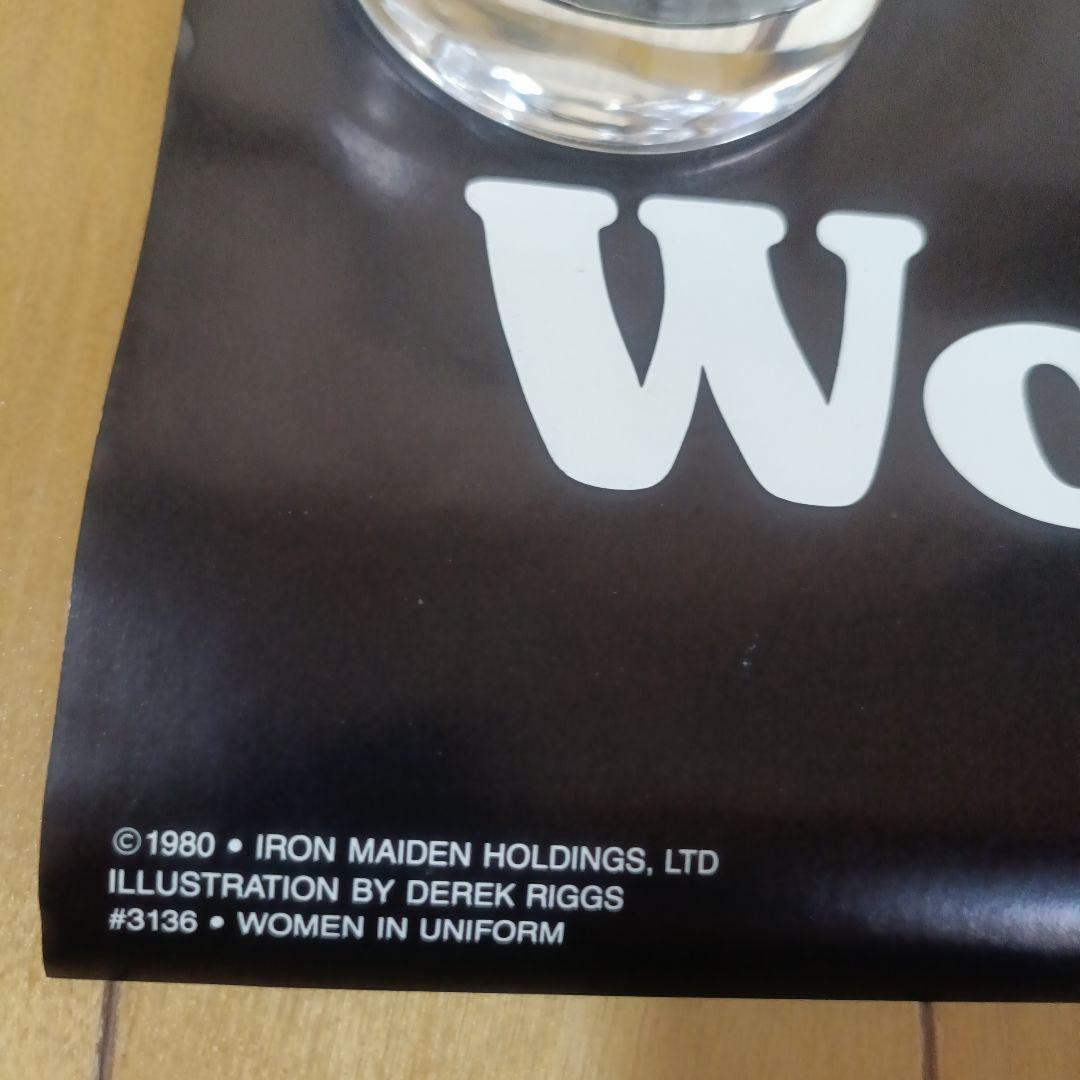 Wo
©1980 • IRON MAIDEN HOLDINGS, LTD
ILLUSTRATION BY DEREK RIGGS
#3136 • WOMEN IN UNIFORM